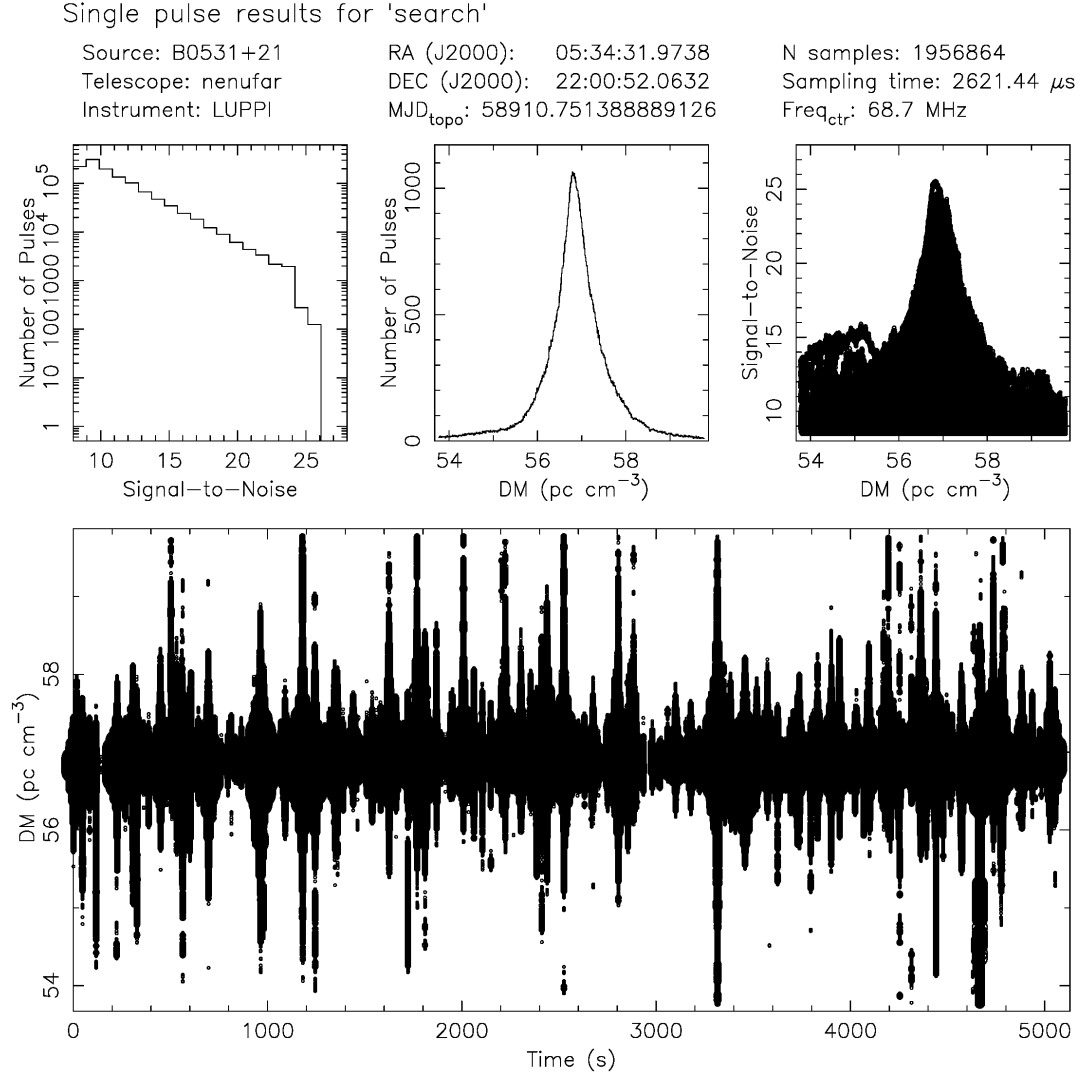 Single pulse results for 'search'
Source: B0531+21
Telescope: nenufar
Instrument: LUPPI
RA (J2000): 05:34:31.9738
DEC (J2000): 22:00:52.0632
MJD_topo: 58910.751388889126
N samples: 1956864
Sampling time: 2621.44 μs
Freq_ctr: 68.7 MHz
Number of Pulses
1 10 100 1000 10^4 10^5
10 15 20 25
Signal-to-Noise
Number of Pulses
0 500 1000
54 56 58
DM (pc cm^-3)
Signal-to-Noise
10 15 20 25
54 56 58
DM (pc cm^-3)
DM (pc cm^-3)
54 56 58
0 1000 2000 3000 4000 5000
Time (s)